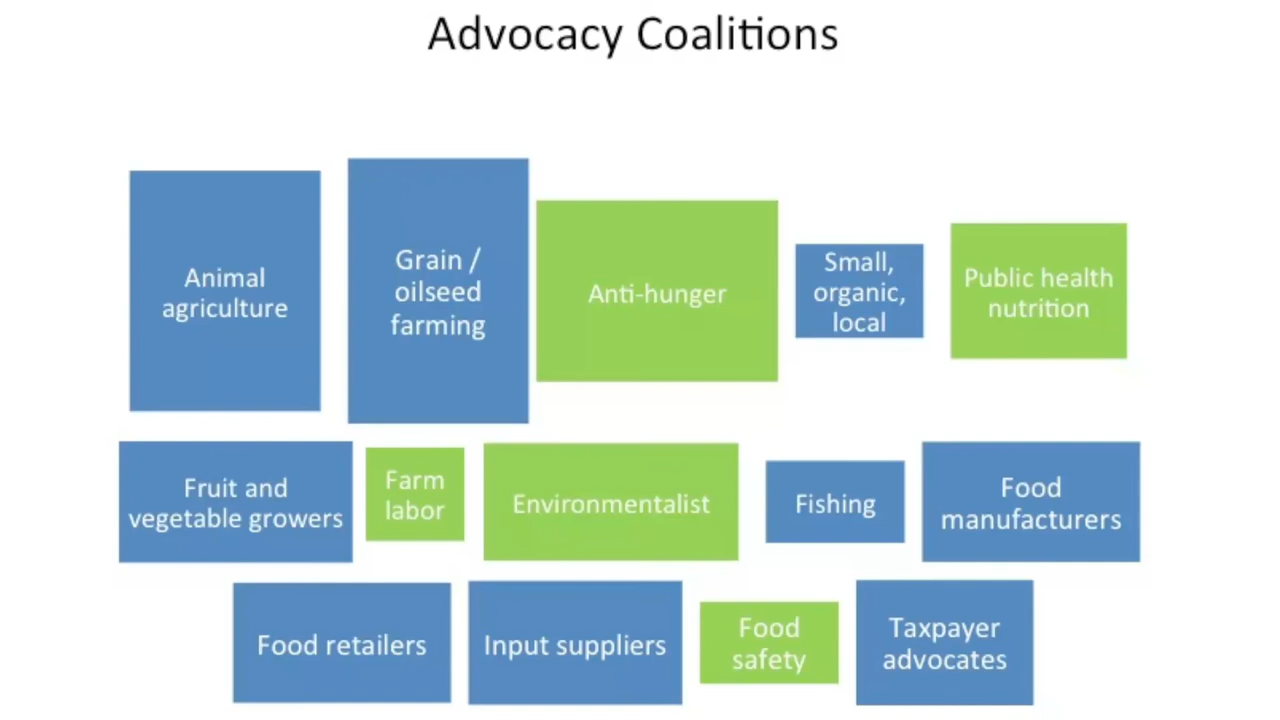 Advocacy Coalitions
Animal
agriculture
Grain /
oilseed
farming
Anti-hunger
Small,
organic,
local
Public health
nutrition
Fruit and
vegetable growers
Farm
labor
Environmentalist
Fishing
Food
manufacturers
Food retailers
Input suppliers
Food
safety
Taxpayer
advocates